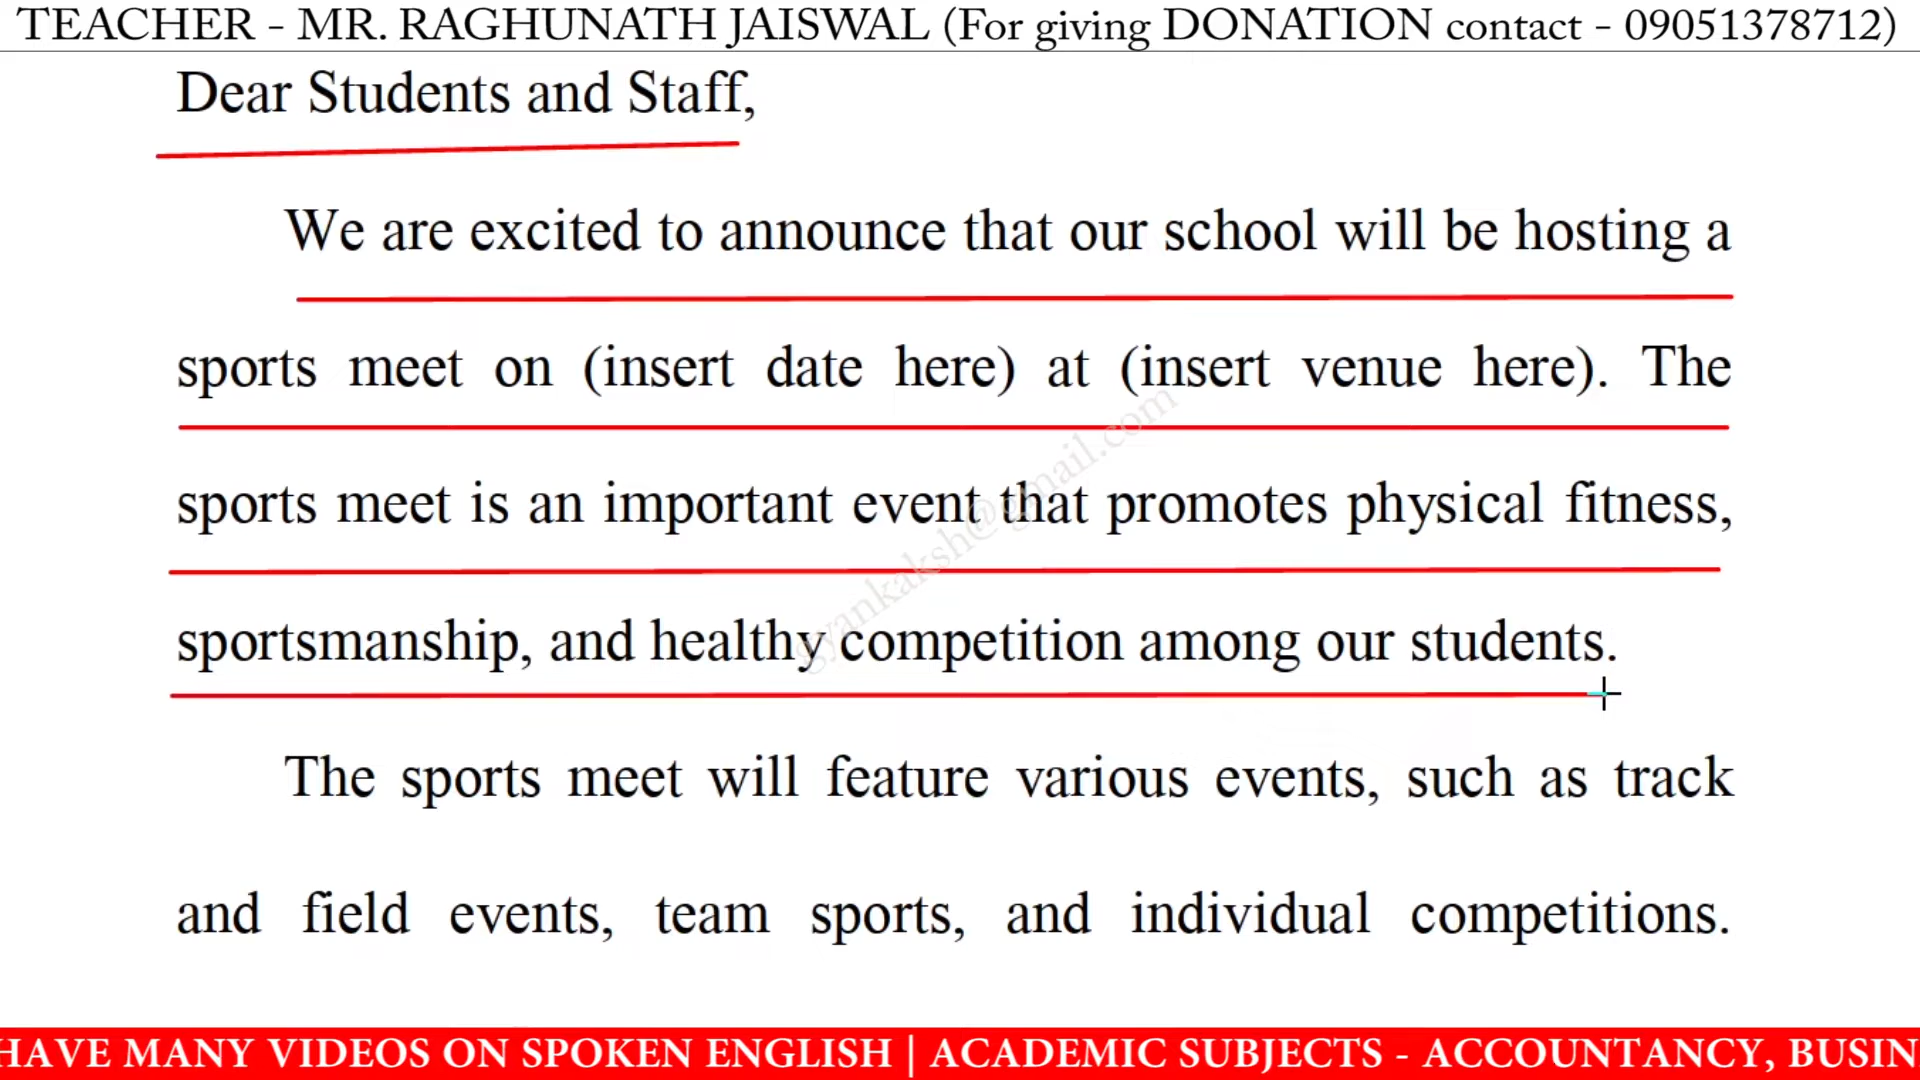 TEACHER - MR. RAGHUNATH JAISWAL (For giving DONATION contact - 09051378712)
Dear Students and Staff,
We are excited to announce that our school will be hosting a
sports meet on (insert date here) at (insert venue here). The
sports meet is an important event that promotes physical fitness,
sportsmanship, and healthy competition among our students.
gyankaksh@gmail.com
The sports meet will feature various events, such as track
and field events, team sports, and individual competitions.
HAVE MANY VIDEOS ON SPOKEN ENGLISH | ACADEMIC SUBJECTS - ACCOUNTANCY, BUSIN